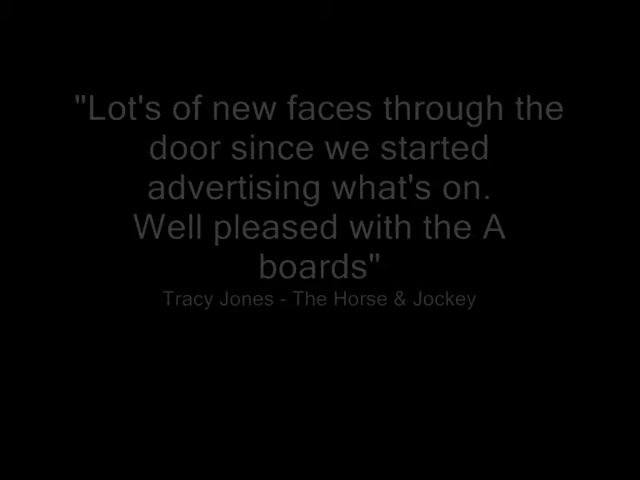 "Lot's of new faces through the
door since we started
advertising what's on.
Well pleased with the A
boards"
Tracy Jones - The Horse & Jockey